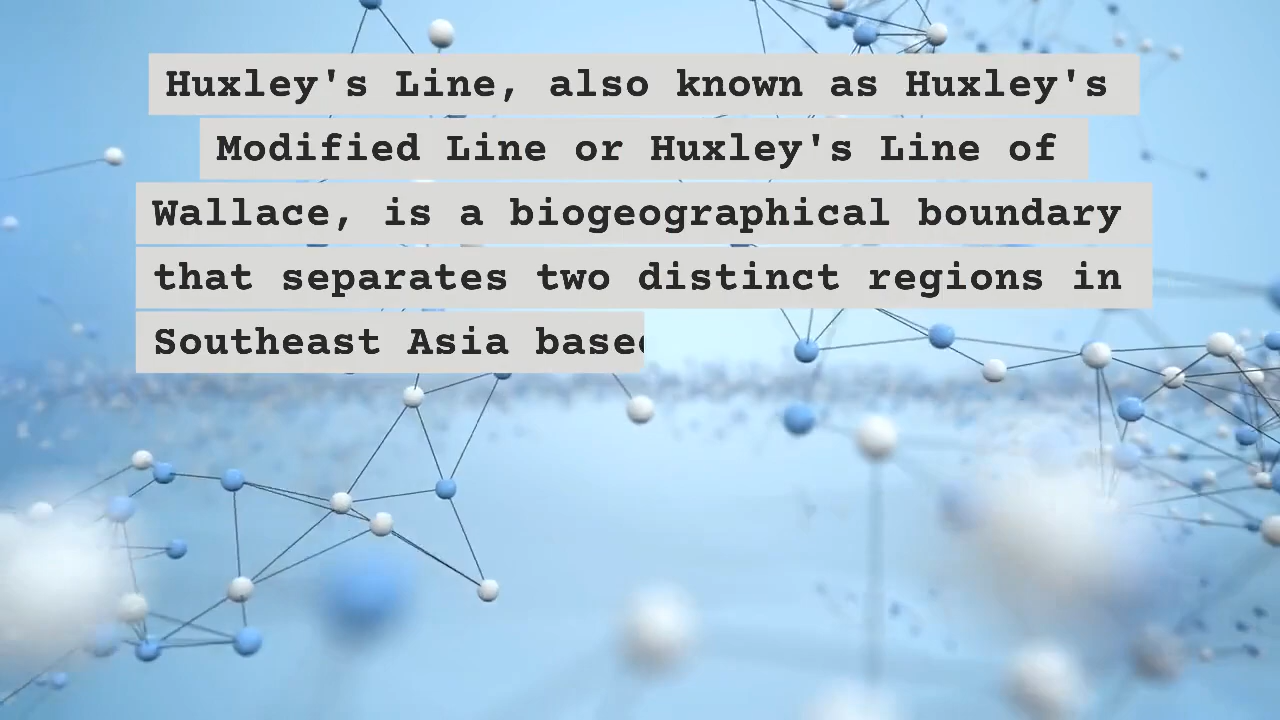 Huxley's Line, also known as Huxley's
Modified Line or Huxley's Line of
Wallace, is a biogeographical boundary
that separates two distinct regions in
Southeast Asia based